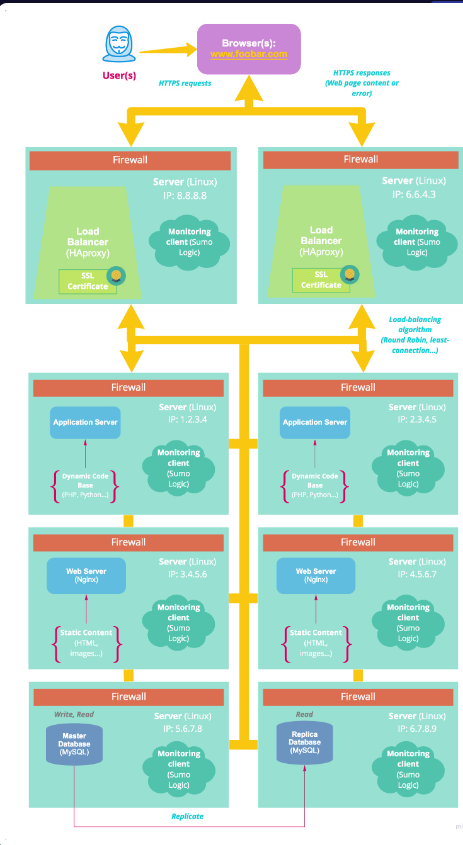 Browser(s):
www.foobar.com
User(s)
HTTPS requests
HTTPS responses
(Web page content or
error)
Firewall
Server (Linux)
IP: 8.8.8.8
Load
Balancer
(HAproxy)
Monitoring
client (Sumo
Logic)
SSL
Certificate
Firewall
Server (Linux)
IP: 6.6.4.3
Load
Balancer
(HAproxy)
Monitoring
client (Sumo
Logic)
SSL
Certificate
Load-balancing
algorithm
(Round Robin, least-
connection...)
Firewall
Server (Linux)
IP: 1.2.3.4
Application Server
Monitoring
client
(Sumo
Logic)
Dynamic Code
Base
(PHP, Python...)
Firewall
Server (Linux)
IP: 2.3.4.5
Application Server
Monitoring
client
(Sumo
Logic)
Dynamic Code
Base
(PHP, Python...)
Firewall
Server (Linux)
IP: 3.4.5.6
Web Server
(Nginx)
Monitoring
client
(Sumo
Logic)
Static Content
(HTML,
images...)
Firewall
Server (Linux)
IP: 4.5.6.7
Web Server
(Nginx)
Monitoring
client
(Sumo
Logic)
Static Content
(HTML,
images...)
Firewall
Write, Read
Server (Linux)
IP: 5.6.7.8
Master
Database
(MySQL)
Monitoring
client
(Sumo
Logic)
Firewall
Read
Server (Linux)
IP: 6.7.8.9
Replica
Database
(MySQL)
Monitoring
client
(Sumo
Logic)
Replicate